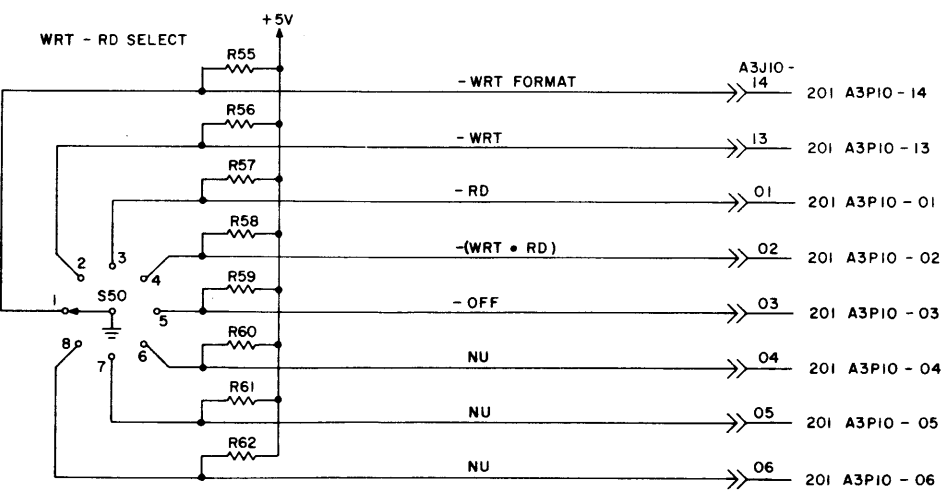 +5V
WRT - RD SELECT
R55
A3J10-
- WRT FORMAT
14
201 A3P10 - 14
R56
- WRT
13
201 A3P10 - 13
R57
- RD
01
201 A3P10 - 01
R58
-(WRT • RD)
02
201 A3P10 - 02
2
3
4
R59
1
S50
5
- OFF
03
201 A3P10 - 03
R60
8
7
6
NU
04
201 A3P10 - 04
R61
NU
05
201 A3P10 - 05
R62
NU
06
201 A3P10 - 06